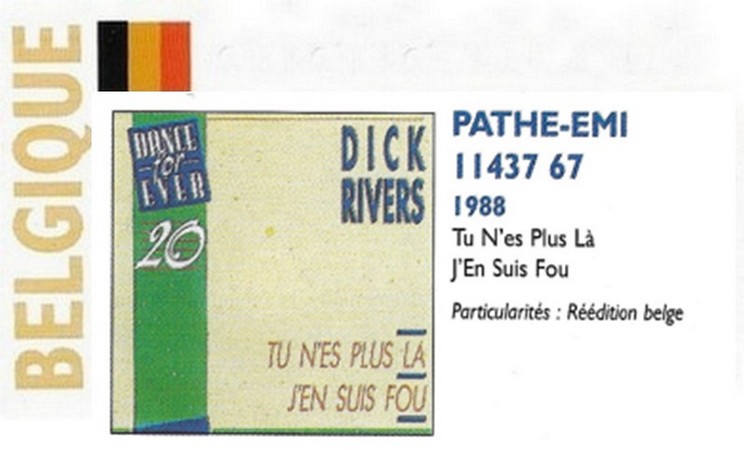 BELGIQUE
DANCE
for
EVER
20
DICK
RIVERS
TU N'ES PLUS LA
J'EN SUIS FOU
PATHE-EMI
11437 67
1988
Tu N'es Plus Là
J'En Suis Fou
Particularités : Réédition belge